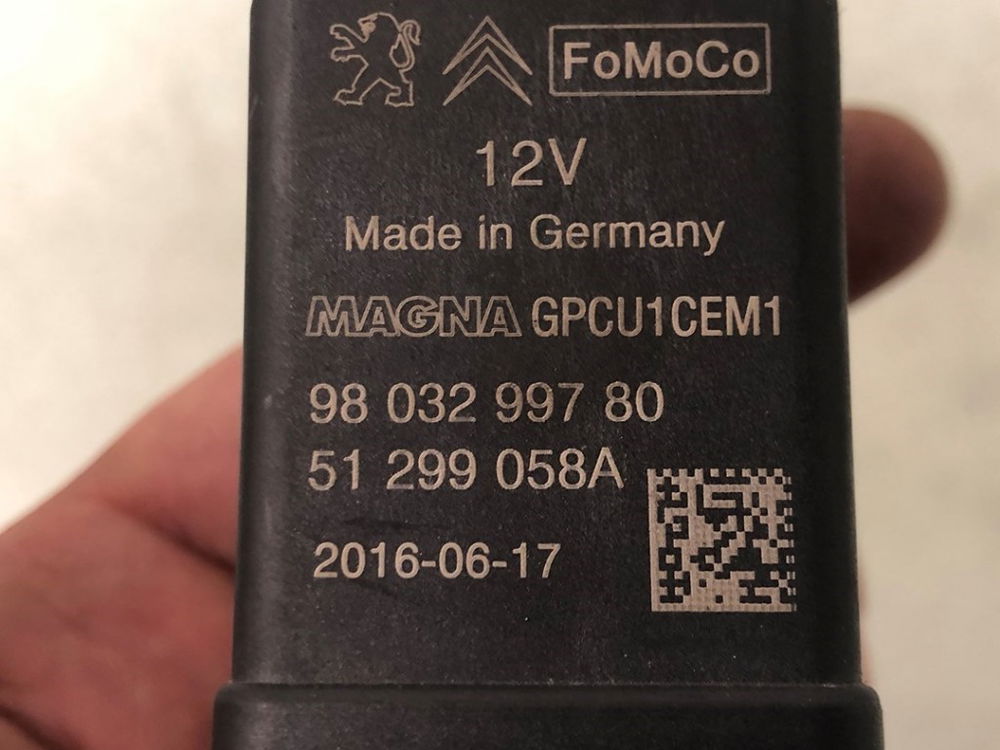 FoMoCo
12V
Made in Germany
MAGNA GPCU1CEM1
98 032 997 80
51 299 058A
2016-06-17